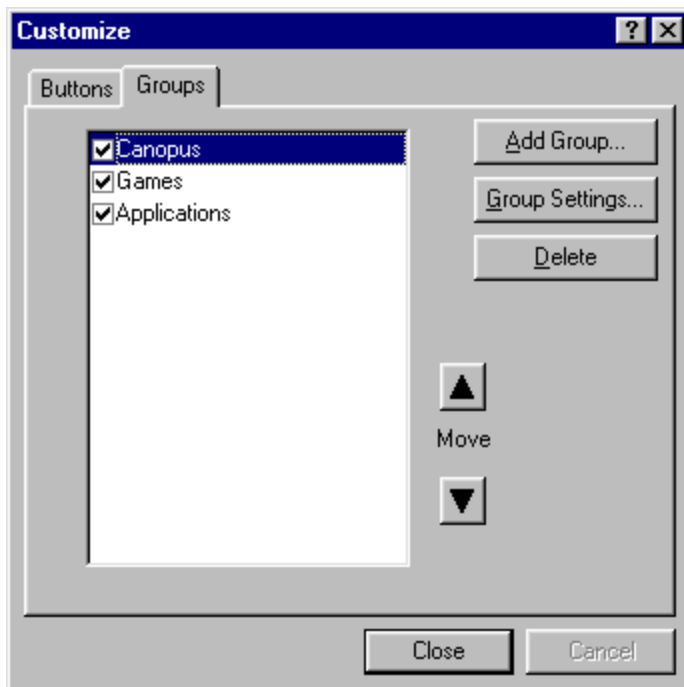 Customize
Buttons
Groups
Canopus
Games
Applications
Add Group...
Group Settings...
Delete
Move
Close
Cancel